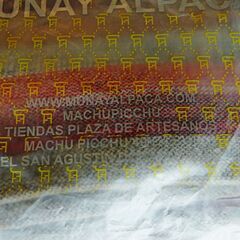 MUNAY ALPACA
WWW.MUNAYALPACA.COM
MACHUPICCHU
TIENDAS PLAZA DE ARTESANOS
MACHU PICCHU
EL SAN AGUSTIN